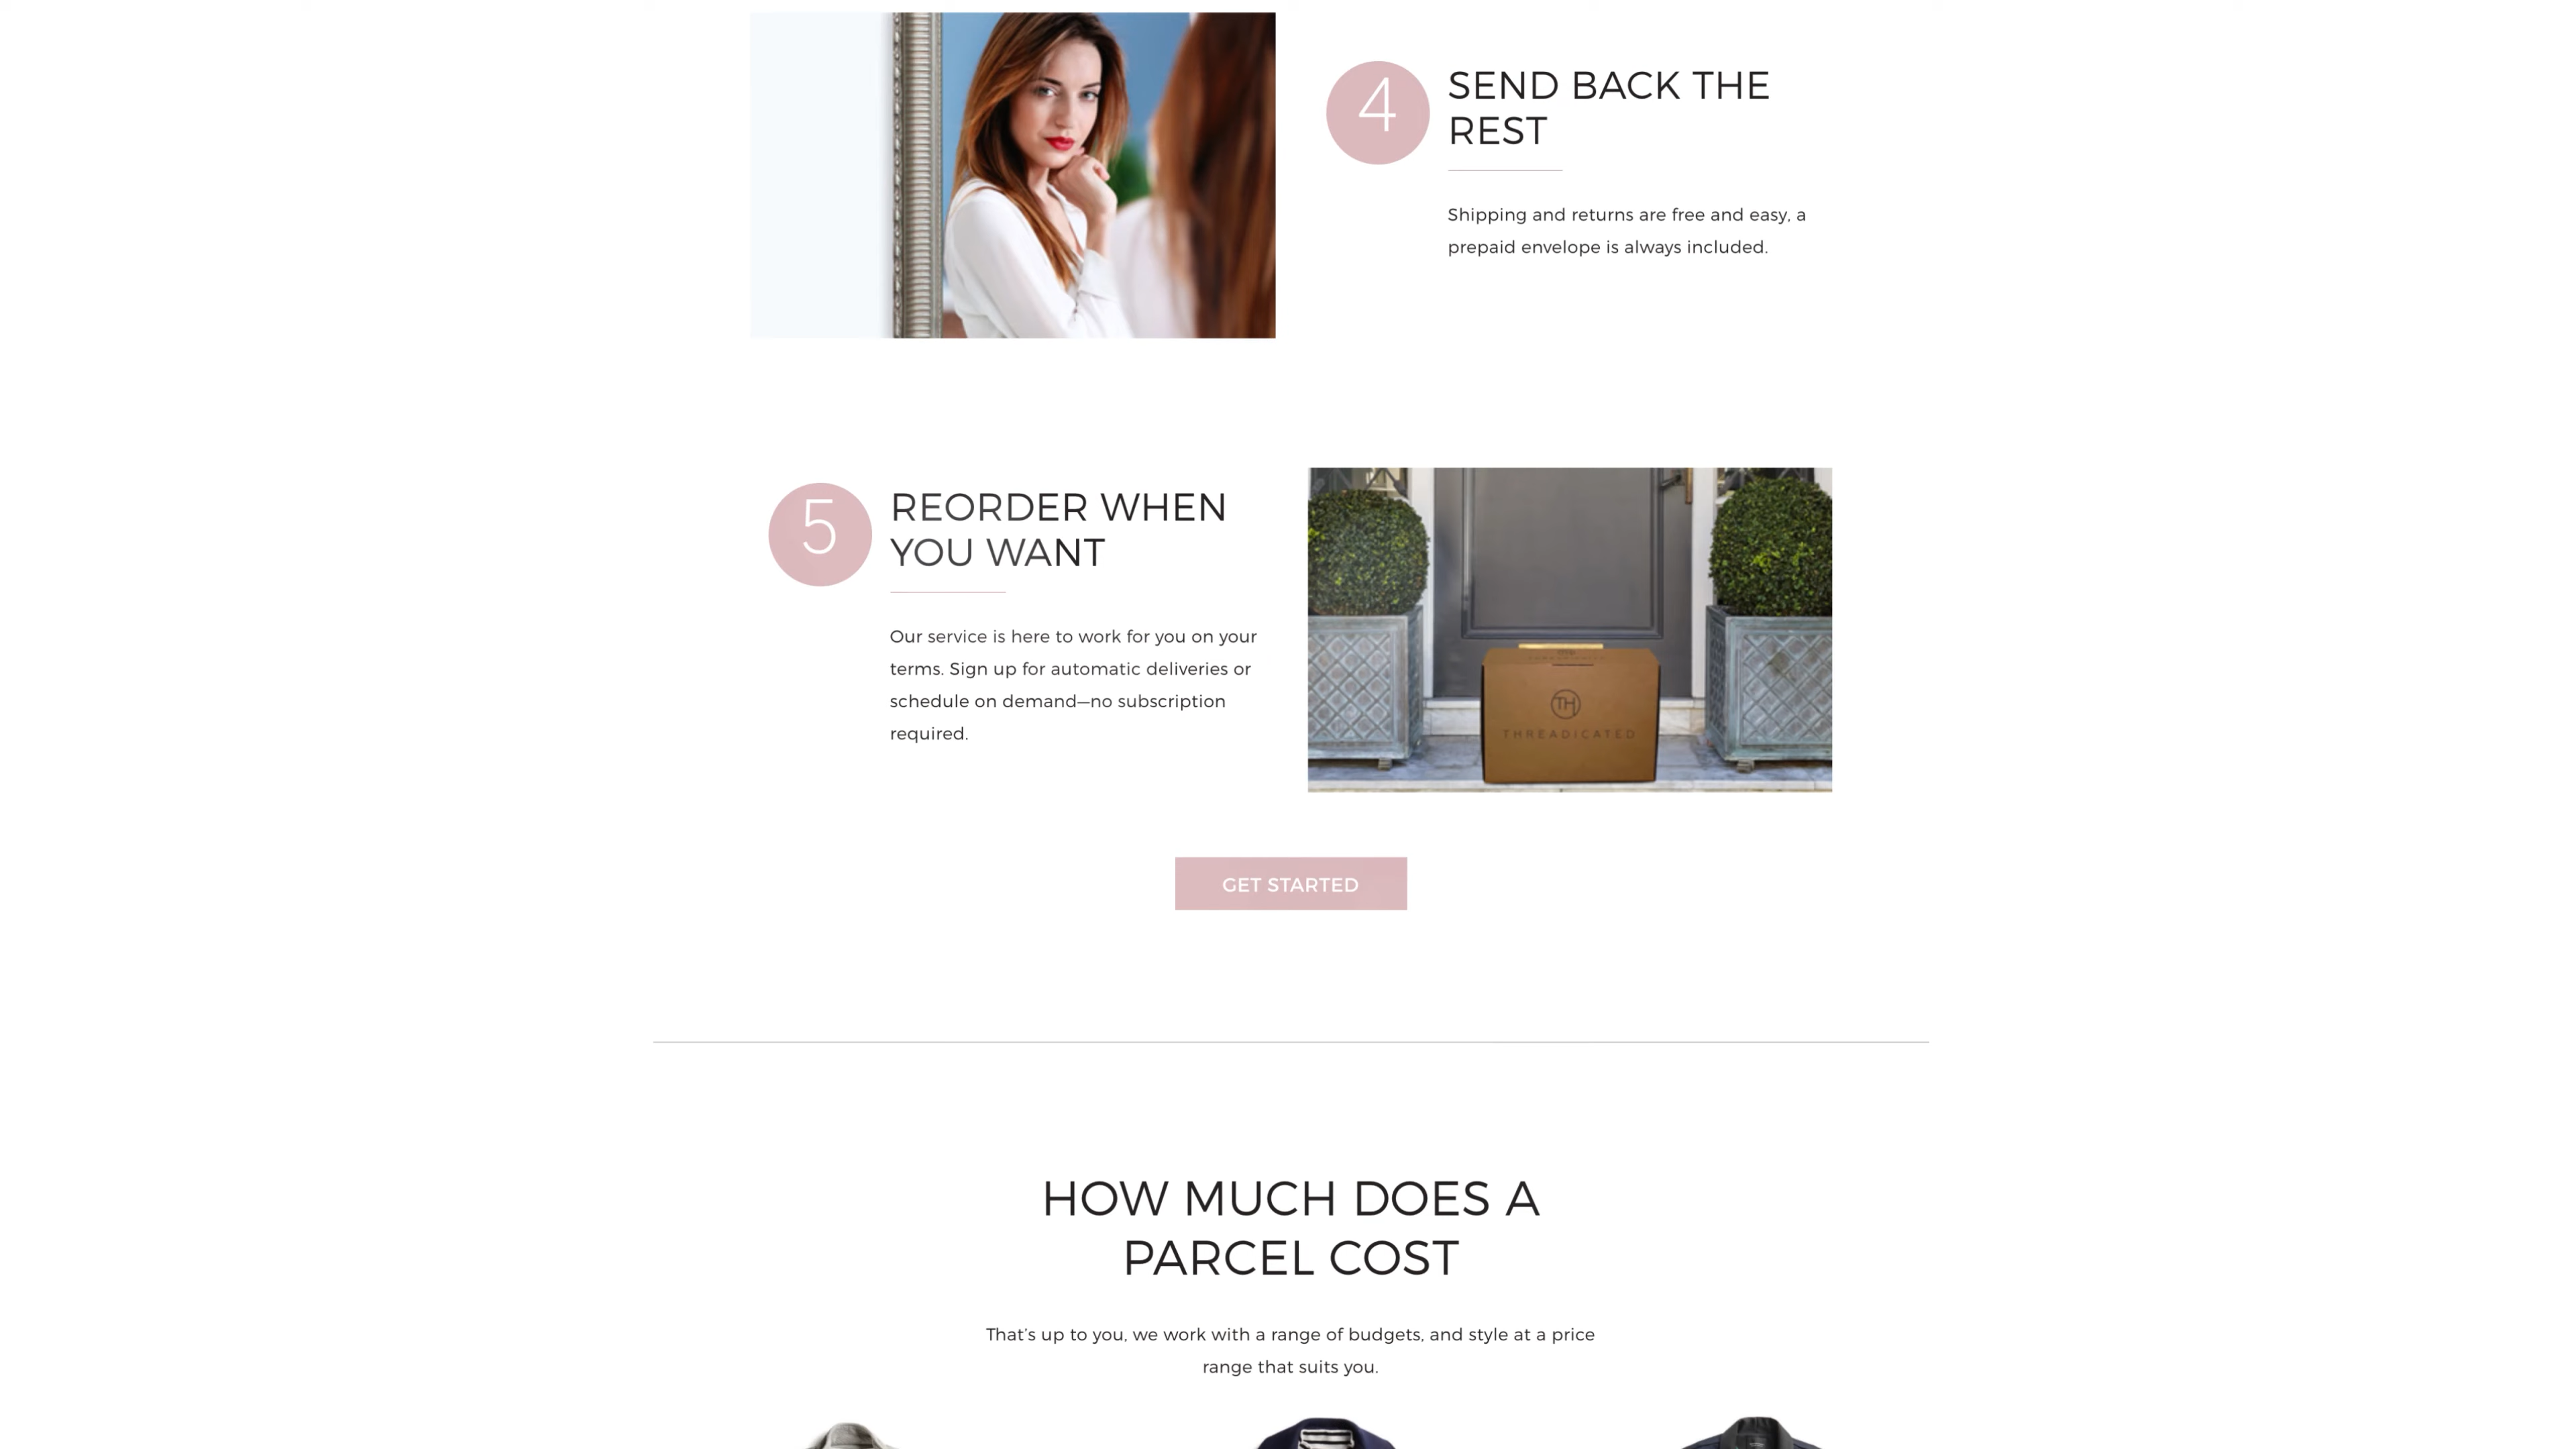 4
SEND BACK THE
REST
Shipping and returns are free and easy, a
prepaid envelope is always included.
5
REORDER WHEN
YOU WANT
Our service is here to work for you on your
terms. Sign up for automatic deliveries or
schedule on demand—no subscription
required.
TH
THREADICATED
GET STARTED
HOW MUCH DOES A
PARCEL COST
That's up to you, we work with a range of budgets, and style at a price
range that suits you.